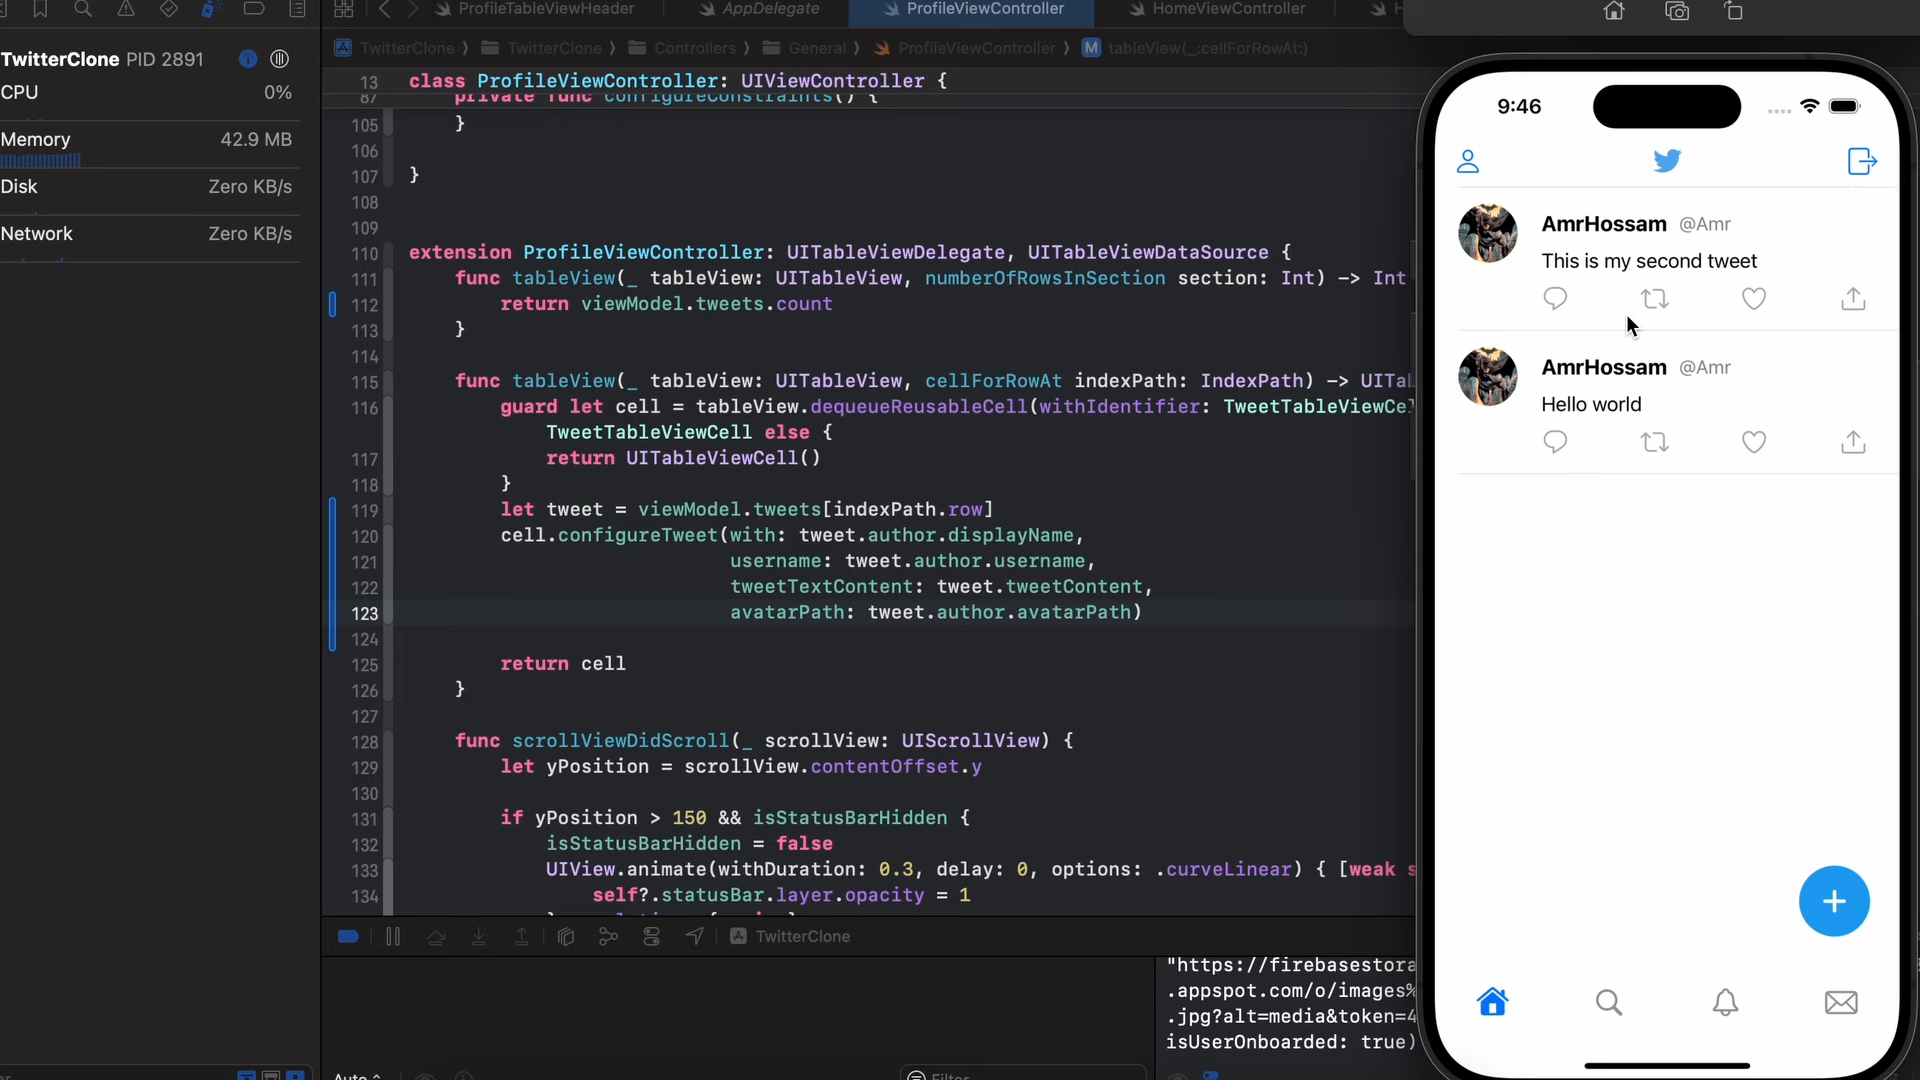 ProfileTableViewHeader
AppDelegate
ProfileViewController
HomeViewController
H
TwitterClone PID 2891
CPU 0%
Memory 42.9 MB
Disk Zero KB/s
Network Zero KB/s
TwitterClone ⟩ TwitterClone ⟩ Controllers ⟩ General ⟩ ProfileViewController ⟩ M tableView(_:cellForRowAt:)
13 class ProfileViewController: UIViewController {
87 private func configureConstraints() {
105 }
106
107 }
108
109
110 extension ProfileViewController: UITableViewDelegate, UITableViewDataSource {
111 func tableView(_ tableView: UITableView, numberOfRowsInSection section: Int) -> Int
112 return viewModel.tweets.count
113 }
114
115 func tableView(_ tableView: UITableView, cellForRowAt indexPath: IndexPath) -> UITa
116 guard let cell = tableView.dequeueReusableCell(withIdentifier: TweetTableViewCe
TweetTableViewCell else {
117 return UITableViewCell()
118 }
119 let tweet = viewModel.tweets[indexPath.row]
120 cell.configureTweet(with: tweet.author.displayName,
121 username: tweet.author.username,
122 tweetTextContent: tweet.tweetContent,
123 avatarPath: tweet.author.avatarPath)
124
125 return cell
126 }
127
128 func scrollViewDidScroll(_ scrollView: UIScrollView) {
129 let yPosition = scrollView.contentOffset.y
130
131 if yPosition > 150 && isStatusBarHidden {
132 isStatusBarHidden = false
133 UIView.animate(withDuration: 0.3, delay: 0, options: .curveLinear) { [weak s
134 self?.statusBar.layer.opacity = 1
TwitterClone
"https://firebasestora
.appspot.com/o/images%
.jpg?alt=media&token=4
isUserOnboarded: true)
Auto
Filter
9:46
AmrHossam @Amr
This is my second tweet
AmrHossam @Amr
Hello world